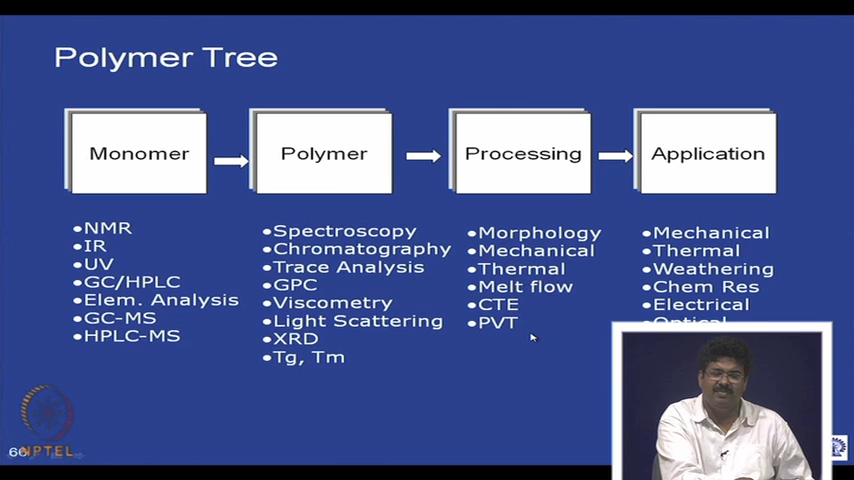 Polymer Tree
Monomer
Polymer
Processing
Application
•NMR
•IR
•UV
•GC/HPLC
•Elem. Analysis
•GC-MS
•HPLC-MS
•Spectroscopy
•Chromatography
•Trace Analysis
•GPC
•Viscometry
•Light Scattering
•XRD
•Tg, Tm
•Morphology
•Mechanical
•Thermal
•Melt flow
•CTE
•PVT
•Mechanical
•Thermal
•Weathering
•Chem Res
•Electrical
•Optical
NPTEL